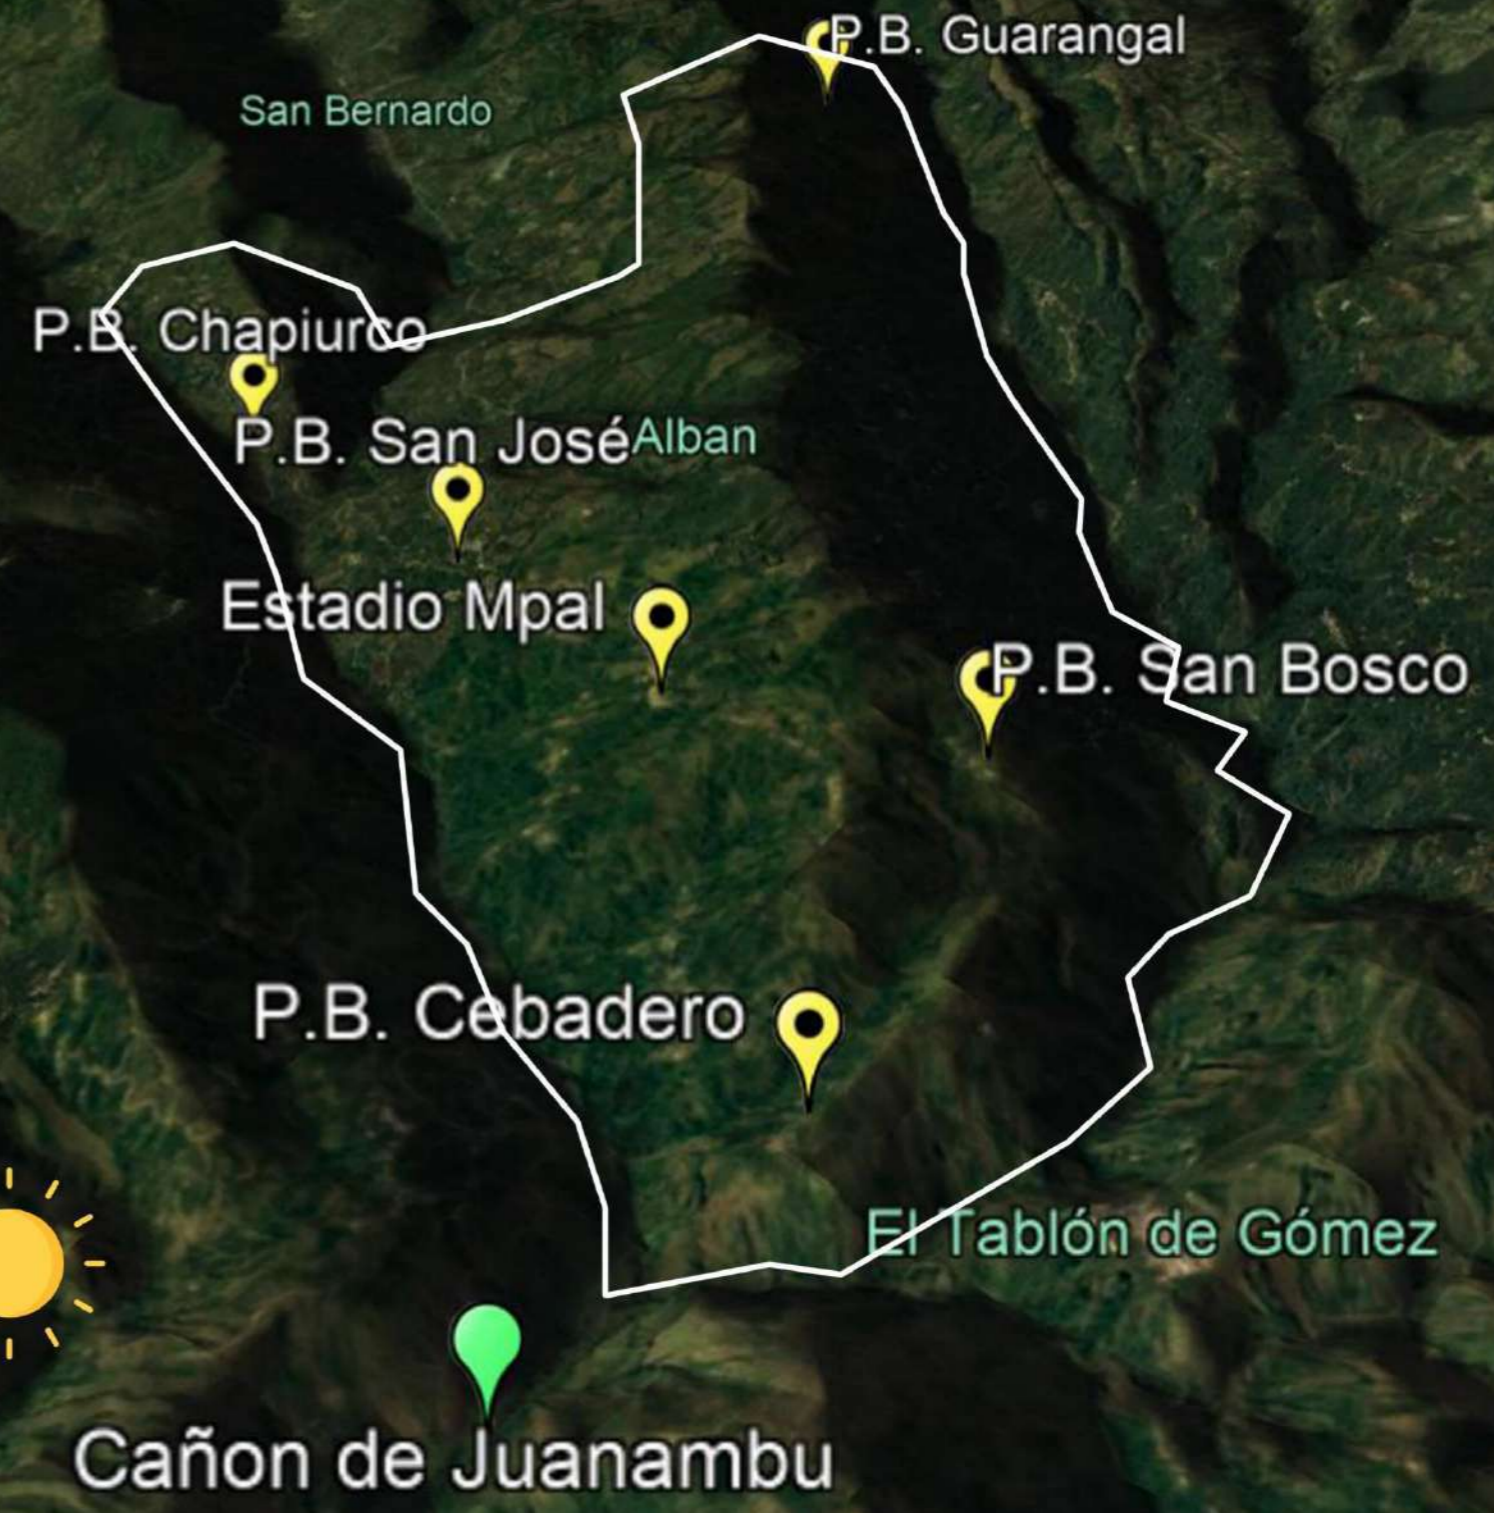 P.B. Guarangal
San Bernardo
P.B. Chapiurco
P.B. San José
Alban
Estadio Mpal
P.B. San Bosco
P.B. Cebadero
El Tablón de Gómez
Cañon de Juanambu